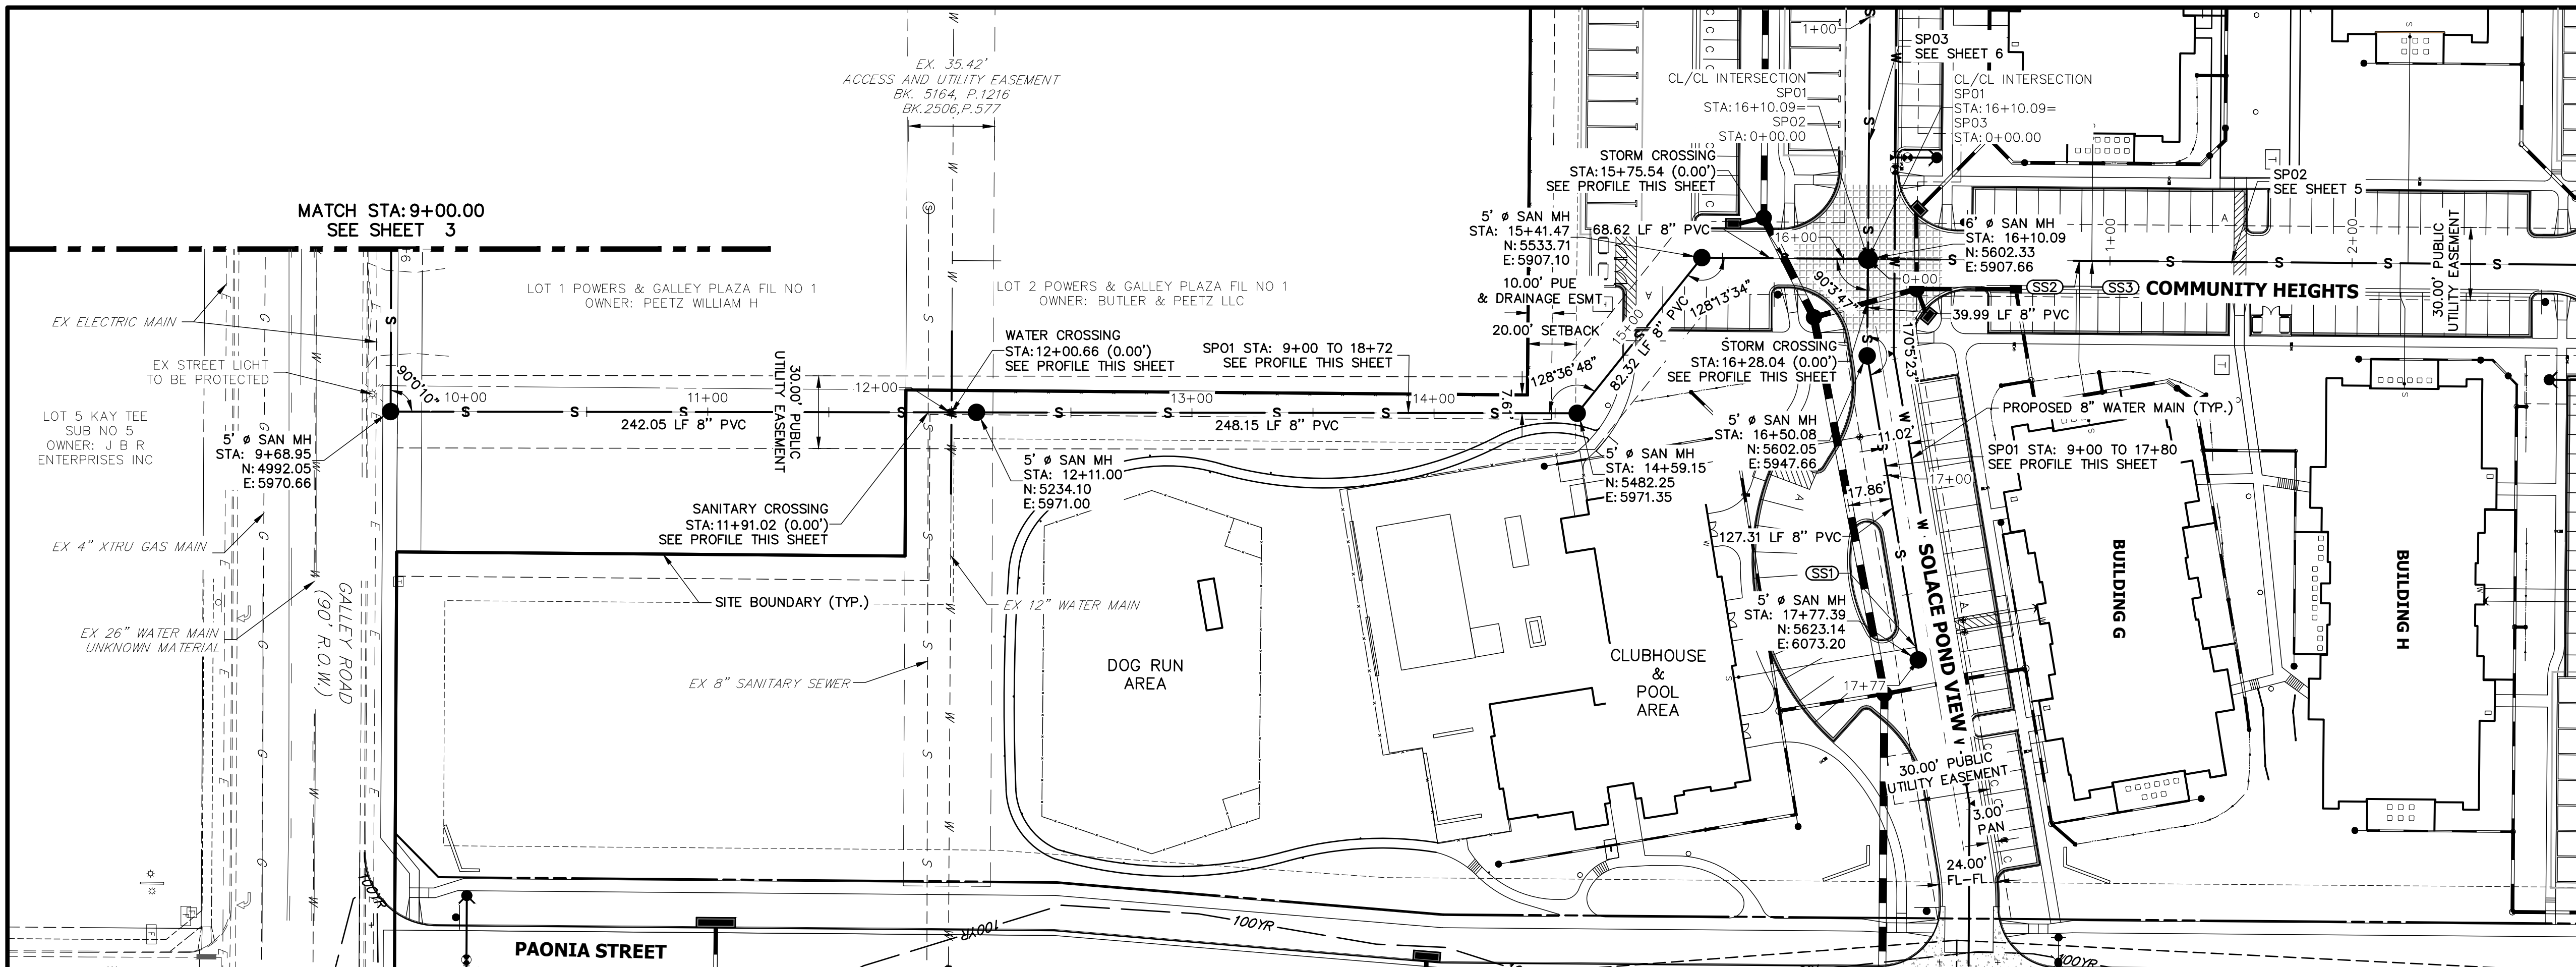 EX. 35.42'
ACCESS AND UTILITY EASEMENT
BK. 5164, P.1216
BK.2506,P.577
MATCH STA: 9+00.00
SEE SHEET 3
EX ELECTRIC MAIN
EX STREET LIGHT
TO BE PROTECTED
LOT 5 KAY TEE
SUB NO 5
OWNER: J B R
ENTERPRISES INC
5' ø SAN MH
STA: 9+68.95
N: 4992.05
E: 5970.66
90°0'10"
EX 4" XTRU GAS MAIN
EX 26" WATER MAIN
UNKNOWN MATERIAL
GALLEY ROAD
(90' R.O.W.)
LOT 1 POWERS & GALLEY PLAZA FIL NO 1
OWNER: PEETZ WILLIAM H
LOT 2 POWERS & GALLEY PLAZA FIL NO 1
OWNER: BUTLER & PEETZ LLC
10+00
11+00
12+00
13+00
14+00
15+00
16+00
242.05 LF 8" PVC
30.00' PUBLIC
UTILITY EASEMENT
WATER CROSSING
STA: 12+00.66 (0.00')
SEE PROFILE THIS SHEET
SP01 STA: 9+00 TO 18+72
SEE PROFILE THIS SHEET
248.15 LF 8" PVC
5' ø SAN MH
STA: 12+11.00
N: 5234.10
E: 5971.00
SANITARY CROSSING
STA: 11+91.02 (0.00')
SEE PROFILE THIS SHEET
SITE BOUNDARY (TYP.)
EX 12" WATER MAIN
EX 8" SANITARY SEWER
DOG RUN
AREA
CLUBHOUSE
&
POOL
AREA
PAONIA STREET
100YR
100YR
100YR
100YR
1+00
SP03
SEE SHEET 6
CL/CL INTERSECTION
SP01
STA: 16+10.09=
SP02
STA: 0+00.00
CL/CL INTERSECTION
SP01
STA: 16+10.09=
SP03
STA: 0+00.00
STORM CROSSING
STA: 15+75.54 (0.00')
SEE PROFILE THIS SHEET
5' ø SAN MH
STA: 15+41.47
N: 5533.71
E: 5907.10
68.62 LF 8" PVC
10.00' PUE
& DRAINAGE ESMT
20.00' SETBACK
7.61'
128°36'48"
82.32 LF 8" PVC
128°13'34"
90°3'47"
6' ø SAN MH
STA: 16+10.09
N: 5602.33
E: 5907.66
0+00
SP02
SEE SHEET 5
1+00
2+00
30.00' PUBLIC
UTILITY EASEMENT
SS2
SS3
COMMUNITY HEIGHTS
39.99 LF 8" PVC
170°5'23"
STORM CROSSING
STA: 16+28.04 (0.00')
SEE PROFILE THIS SHEET
5' ø SAN MH
STA: 14+59.15
N: 5482.25
E: 5971.35
5' ø SAN MH
STA: 16+50.08
N: 5602.05
E: 5947.66
11.02'
PROPOSED 8" WATER MAIN (TYP.)
SP01 STA: 9+00 TO 17+80
SEE PROFILE THIS SHEET
17+00
17.86'
127.31 LF 8" PVC
SS1
5' ø SAN MH
STA: 17+77.39
N: 5623.14
E: 6073.20
17+77
SOLACE POND VIEW
BUILDING G
BUILDING H
30.00' PUBLIC
UTILITY EASEMENT
3.00'
PAN
24.00'
FL-FL